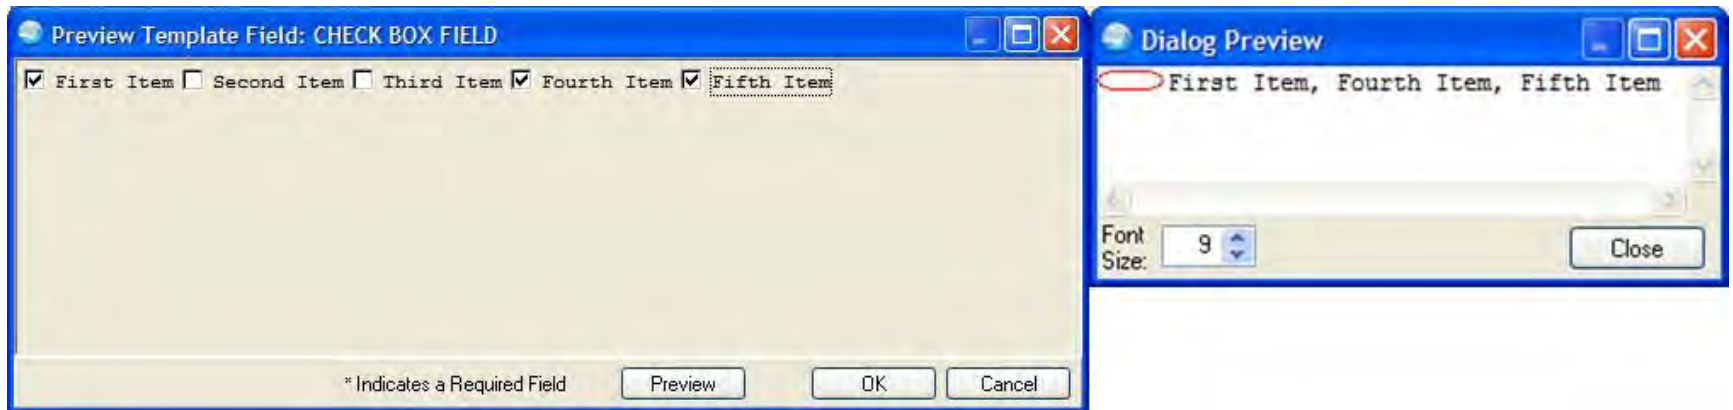 Preview Template Field: CHECK BOX FIELD
First Item Second Item Third Item Fourth Item Fifth Item
* Indicates a Required Field Preview OK Cancel
Dialog Preview
First Item, Fourth Item, Fifth Item
Font
Size: 9 Close